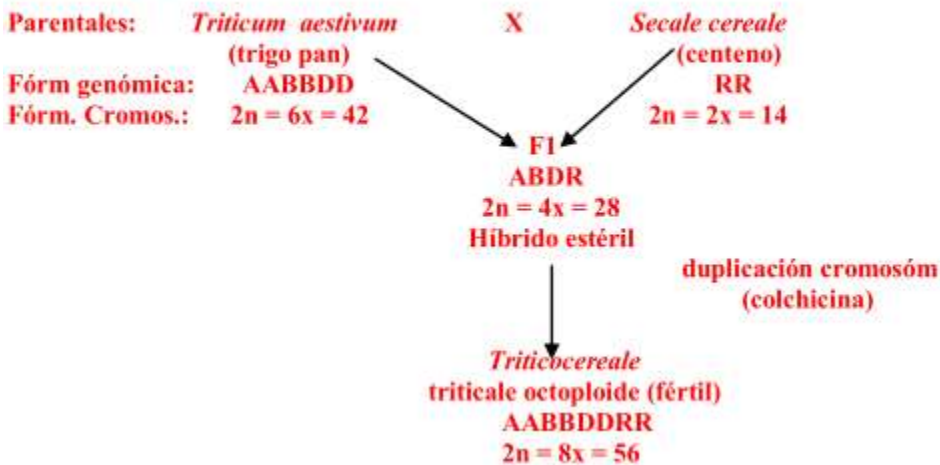 Parentales: Triticum aestivum X Secale cereale
(trigo pan) (centeno)
Fórm genómica: AABBDD RR
Fórm. Cromos.: 2n = 6x = 42 2n = 2x = 14
F1
ABDR
2n = 4x = 28
Híbrido estéril
duplicación cromosóm
(colchicina)
Triticocereale
triticale octoploide (fértil)
AABBDDRR
2n = 8x = 56